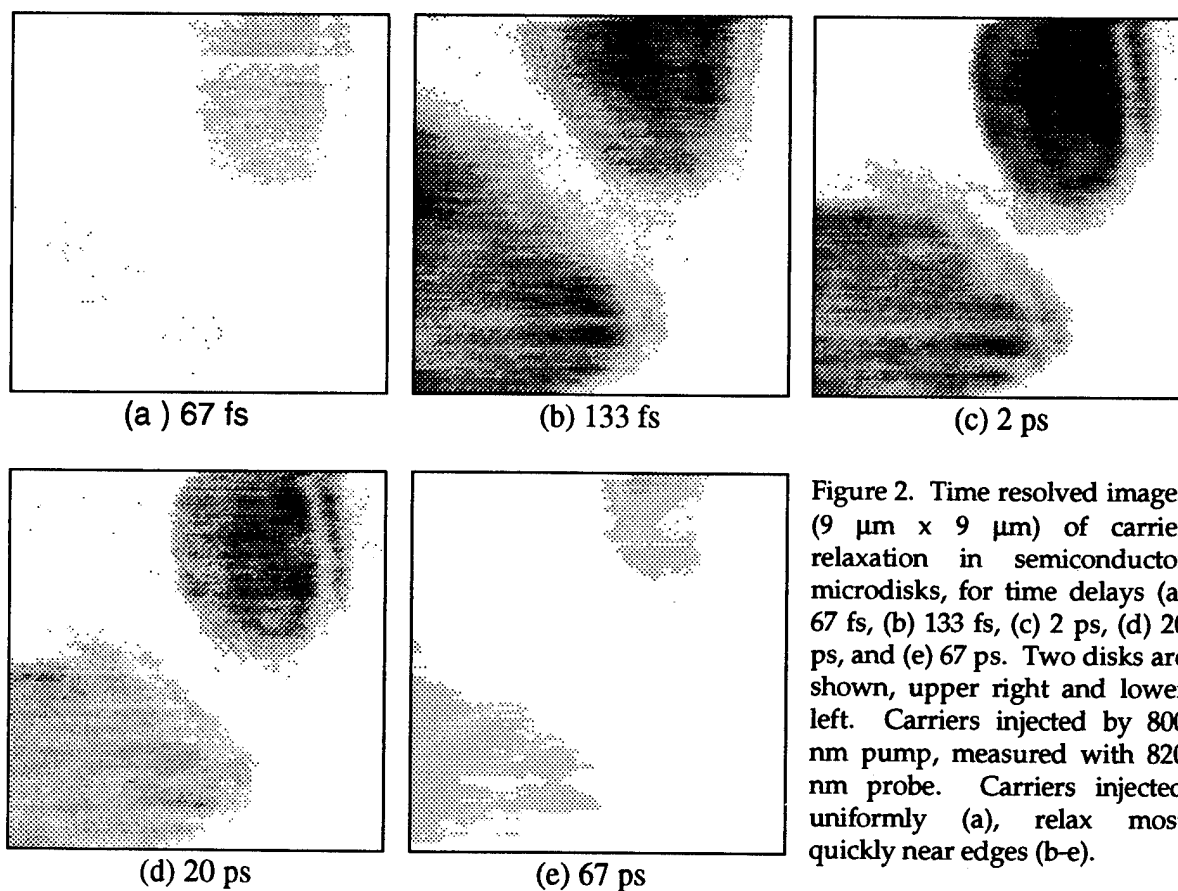 (a ) 67 fs
(b) 133 fs
(c) 2 ps
(d) 20 ps
(e) 67 ps
Figure 2. Time resolved image
(9 µm x 9 µm) of carrie
relaxation in semiconducto
microdisks, for time delays (a
67 fs, (b) 133 fs, (c) 2 ps, (d) 20
ps, and (e) 67 ps. Two disks are
shown, upper right and lowe
left. Carriers injected by 800
nm pump, measured with 820
nm probe. Carriers injected
uniformly (a), relax mos
quickly near edges (b-e).